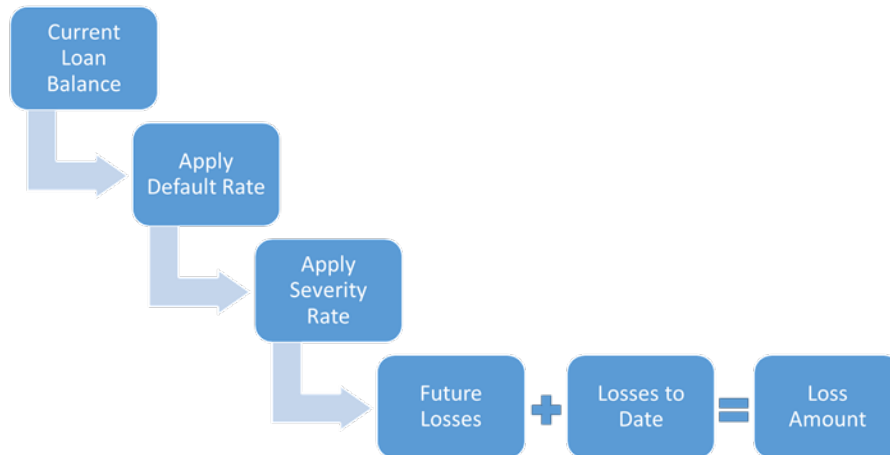 Current
Loan
Balance
Apply
Default Rate
Apply
Severity
Rate
Future
Losses
+
Losses to
Date
=
Loss
Amount